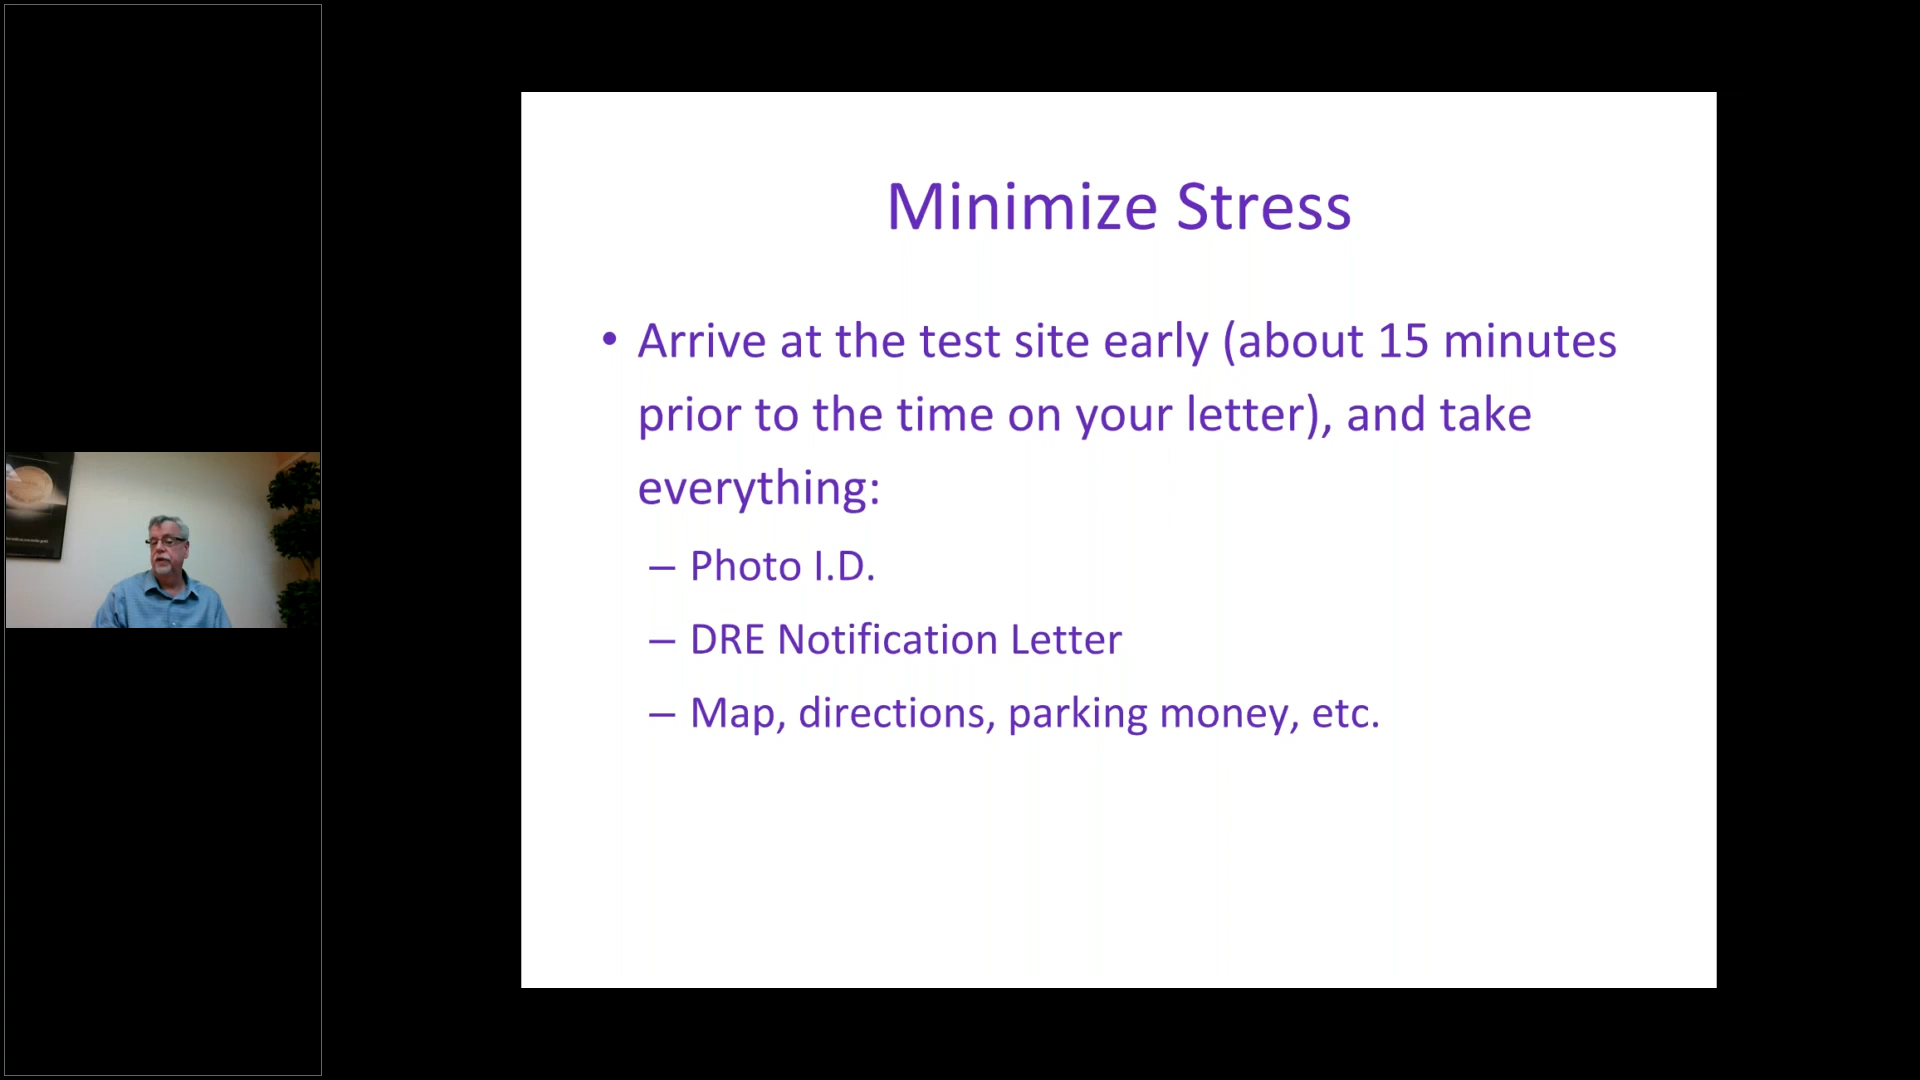 Minimize Stress
• Arrive at the test site early (about 15 minutes
prior to the time on your letter), and take
everything:
– Photo I.D.
– DRE Notification Letter
– Map, directions, parking money, etc.